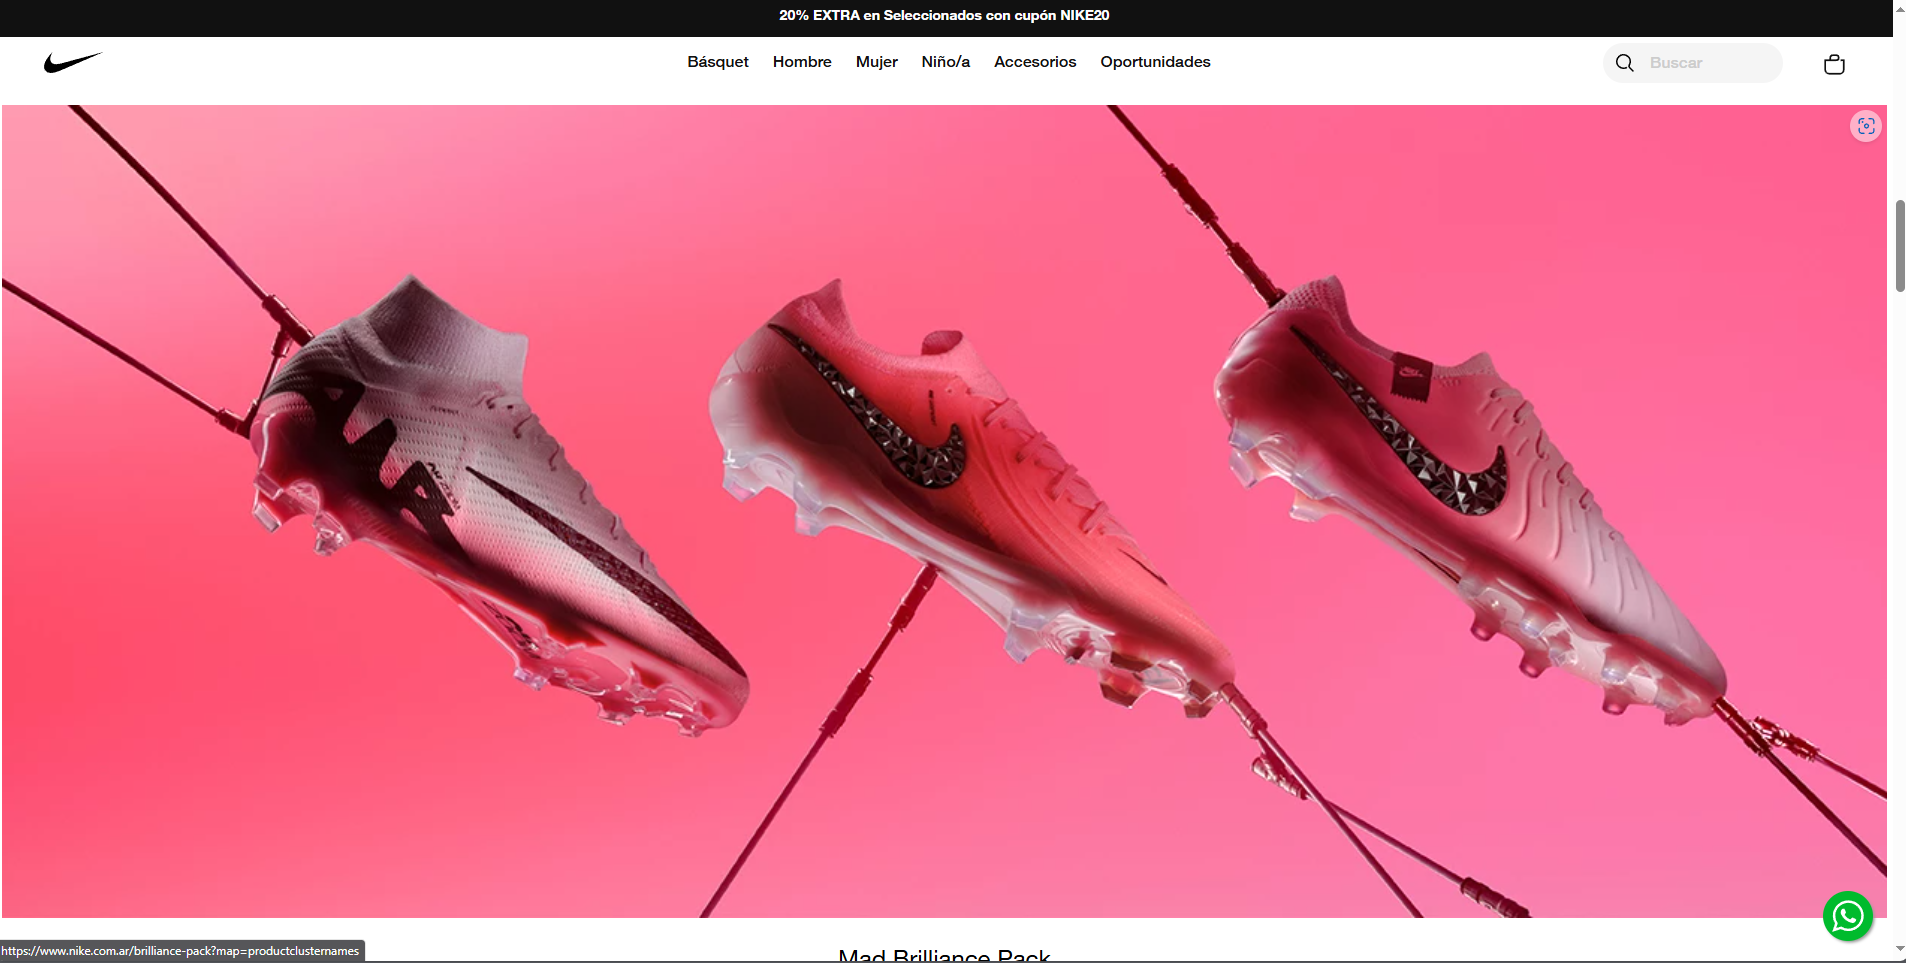 20% EXTRA en Seleccionados con cupón NIKE20
Básquet Hombre Mujer Niño/a Accesorios Oportunidades
Buscar
AIR
Mad Brilliance Pack
https://www.nike.com.ar/brilliance-pack?map=productclusternames